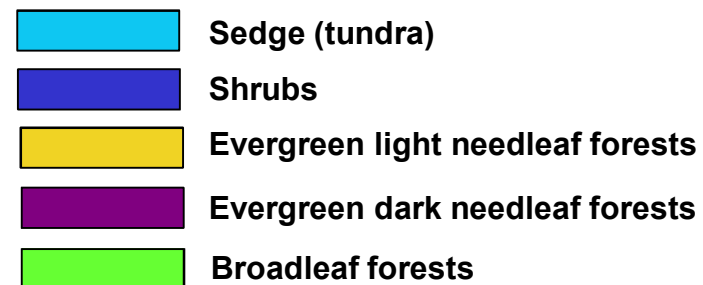 Sedge (tundra)
Shrubs
Evergreen light needleaf forests
Evergreen dark needleaf forests
Broadleaf forests